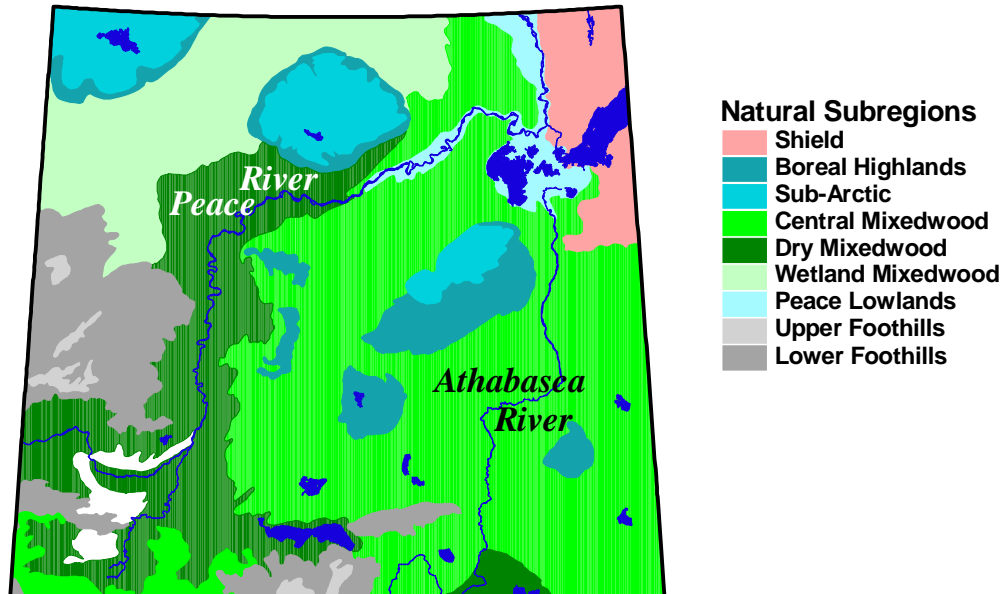 River
Peace
Athabasea
River
Natural Subregions
Shield
Boreal Highlands
Sub-Arctic
Central Mixedwood
Dry Mixedwood
Wetland Mixedwood
Peace Lowlands
Upper Foothills
Lower Foothills